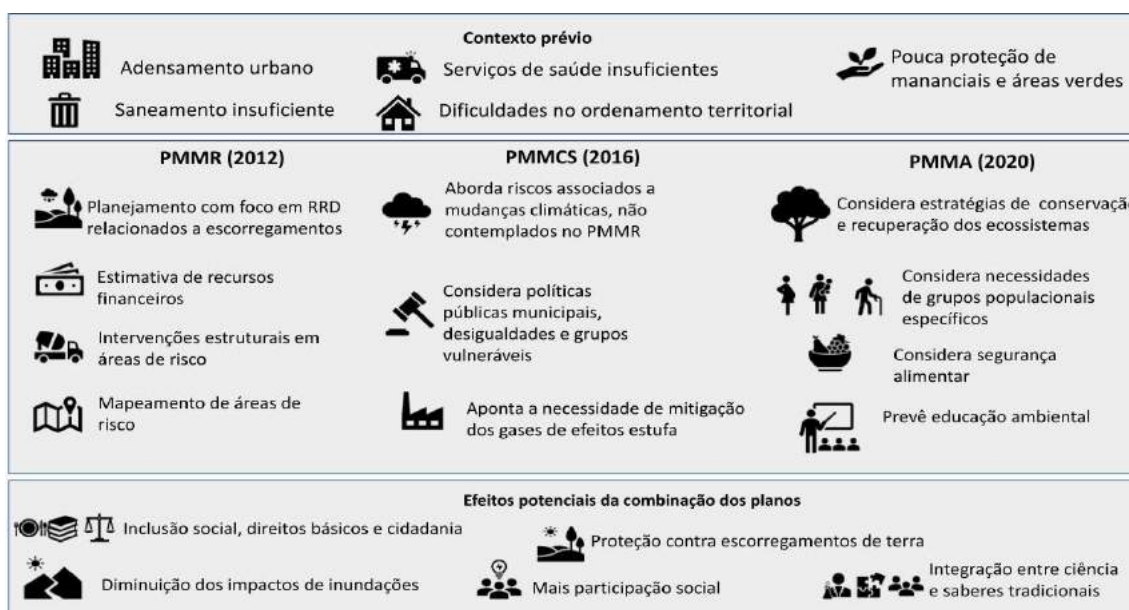 Contexto prévio
Adensamento urbano
Serviços de saúde insuficientes
Pouca proteção de
mananciais e áreas verdes
Saneamento insuficiente
Dificuldades no ordenamento territorial
PMMR (2012)
Planejamento com foco em RRD
relacionados a escorregamentos
Estimativa de recursos
financeiros
Intervenções estruturais em
áreas de risco
Mapeamento de áreas de
risco
PMMCS (2016)
Aborda riscos associados a
mudanças climáticas, não
contemplados no PMMR
Considera políticas
públicas municipais,
desigualdades e grupos
vulneráveis
Aponta a necessidade de mitigação
dos gases de efeitos estufa
PMMA (2020)
Considera estratégias de conservação
e recuperação dos ecossistemas
Considera necessidades
de grupos populacionais
específicos
Considera segurança
alimentar
Prevê educação ambiental
Efeitos potenciais da combinação dos planos
Inclusão social, direitos básicos e cidadania
Proteção contra escorregamentos de terra
Diminuição dos impactos de inundações
Mais participação social
Integração entre ciência
e saberes tradicionais